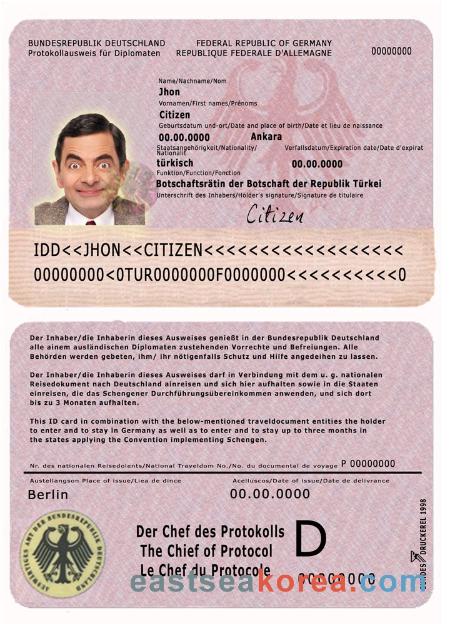 BUNDESREPUBLIK DEUTSCHLAND FEDERAL REPUBLIC OF GERMANY
Protokollausweis für Diplomaten REPUBLIQUE FEDERALE D'ALLEMAGNE 00000000
Name/Nachname/Nom
Jhon
Vornamen/First names/Prénoms
Citizen
Geburtsdatum und-ort/Date and place of birth/Date et lieu de naissance
00.00.0000 Ankara
Staatsangehörigkeit/Nationality/ Verfallsdatum/Expiration date/Date d'expirat
Nationalit
türkisch 00.00.0000
Funktion/Function/Fonction
Botschaftsrätin der Botschaft der Republik Türkei
Unterschrift des Inhabers/Holder's signature/Signature de titulaire
Citizen
IDD<<JHON<<CITIZEN<<<<<<<<<<<<<<<<<<
00000000<0TUR0000000F0000000<<<<<<<<<<0
Der Inhaber/die Inhaberin dieses Ausweises genießt in der Bundesrepublik Deutschland
alle ainem ausländischen Diplomaten zustehenden Vorrechte und Befreiungen. Alle
Behörden werden gebeten, ihm/ ihr nötigenfalls Schutz und Hilfe angedeihen zu lassen.
Der Inhaber/die Inhaberin dieses Ausweises darf in Verbindung mit dem u. g. nationalen
Reisedokument nach Deutschland einreisen und sich hier aufhalten sowie in die Staaten
einreisen, die das Schengener Durchführungsübereinkommen anwenden, und sich dort
bis zu 3 Monaten aufhalten.
This ID card in combination with the below-mentioned traveldocument entities the holder
to enter and to stay in Germany as well as to enter and to stay up to three months in
the states applying the Convention implementing Schengen.
Nr. des nationalen Reisedolents/National Traveldom No./No. du documental de voyage P 00000000
Austellangson Place of issue/Liea de dince Acelluscos/Date of issue/Date de delivrance
Berlin 00.00.0000
Der Chef des Protokolls
The Chief of Protocol
Le Chef du Protocole
D
00000000
DRUCKEREI 1998
eastseakorea.com